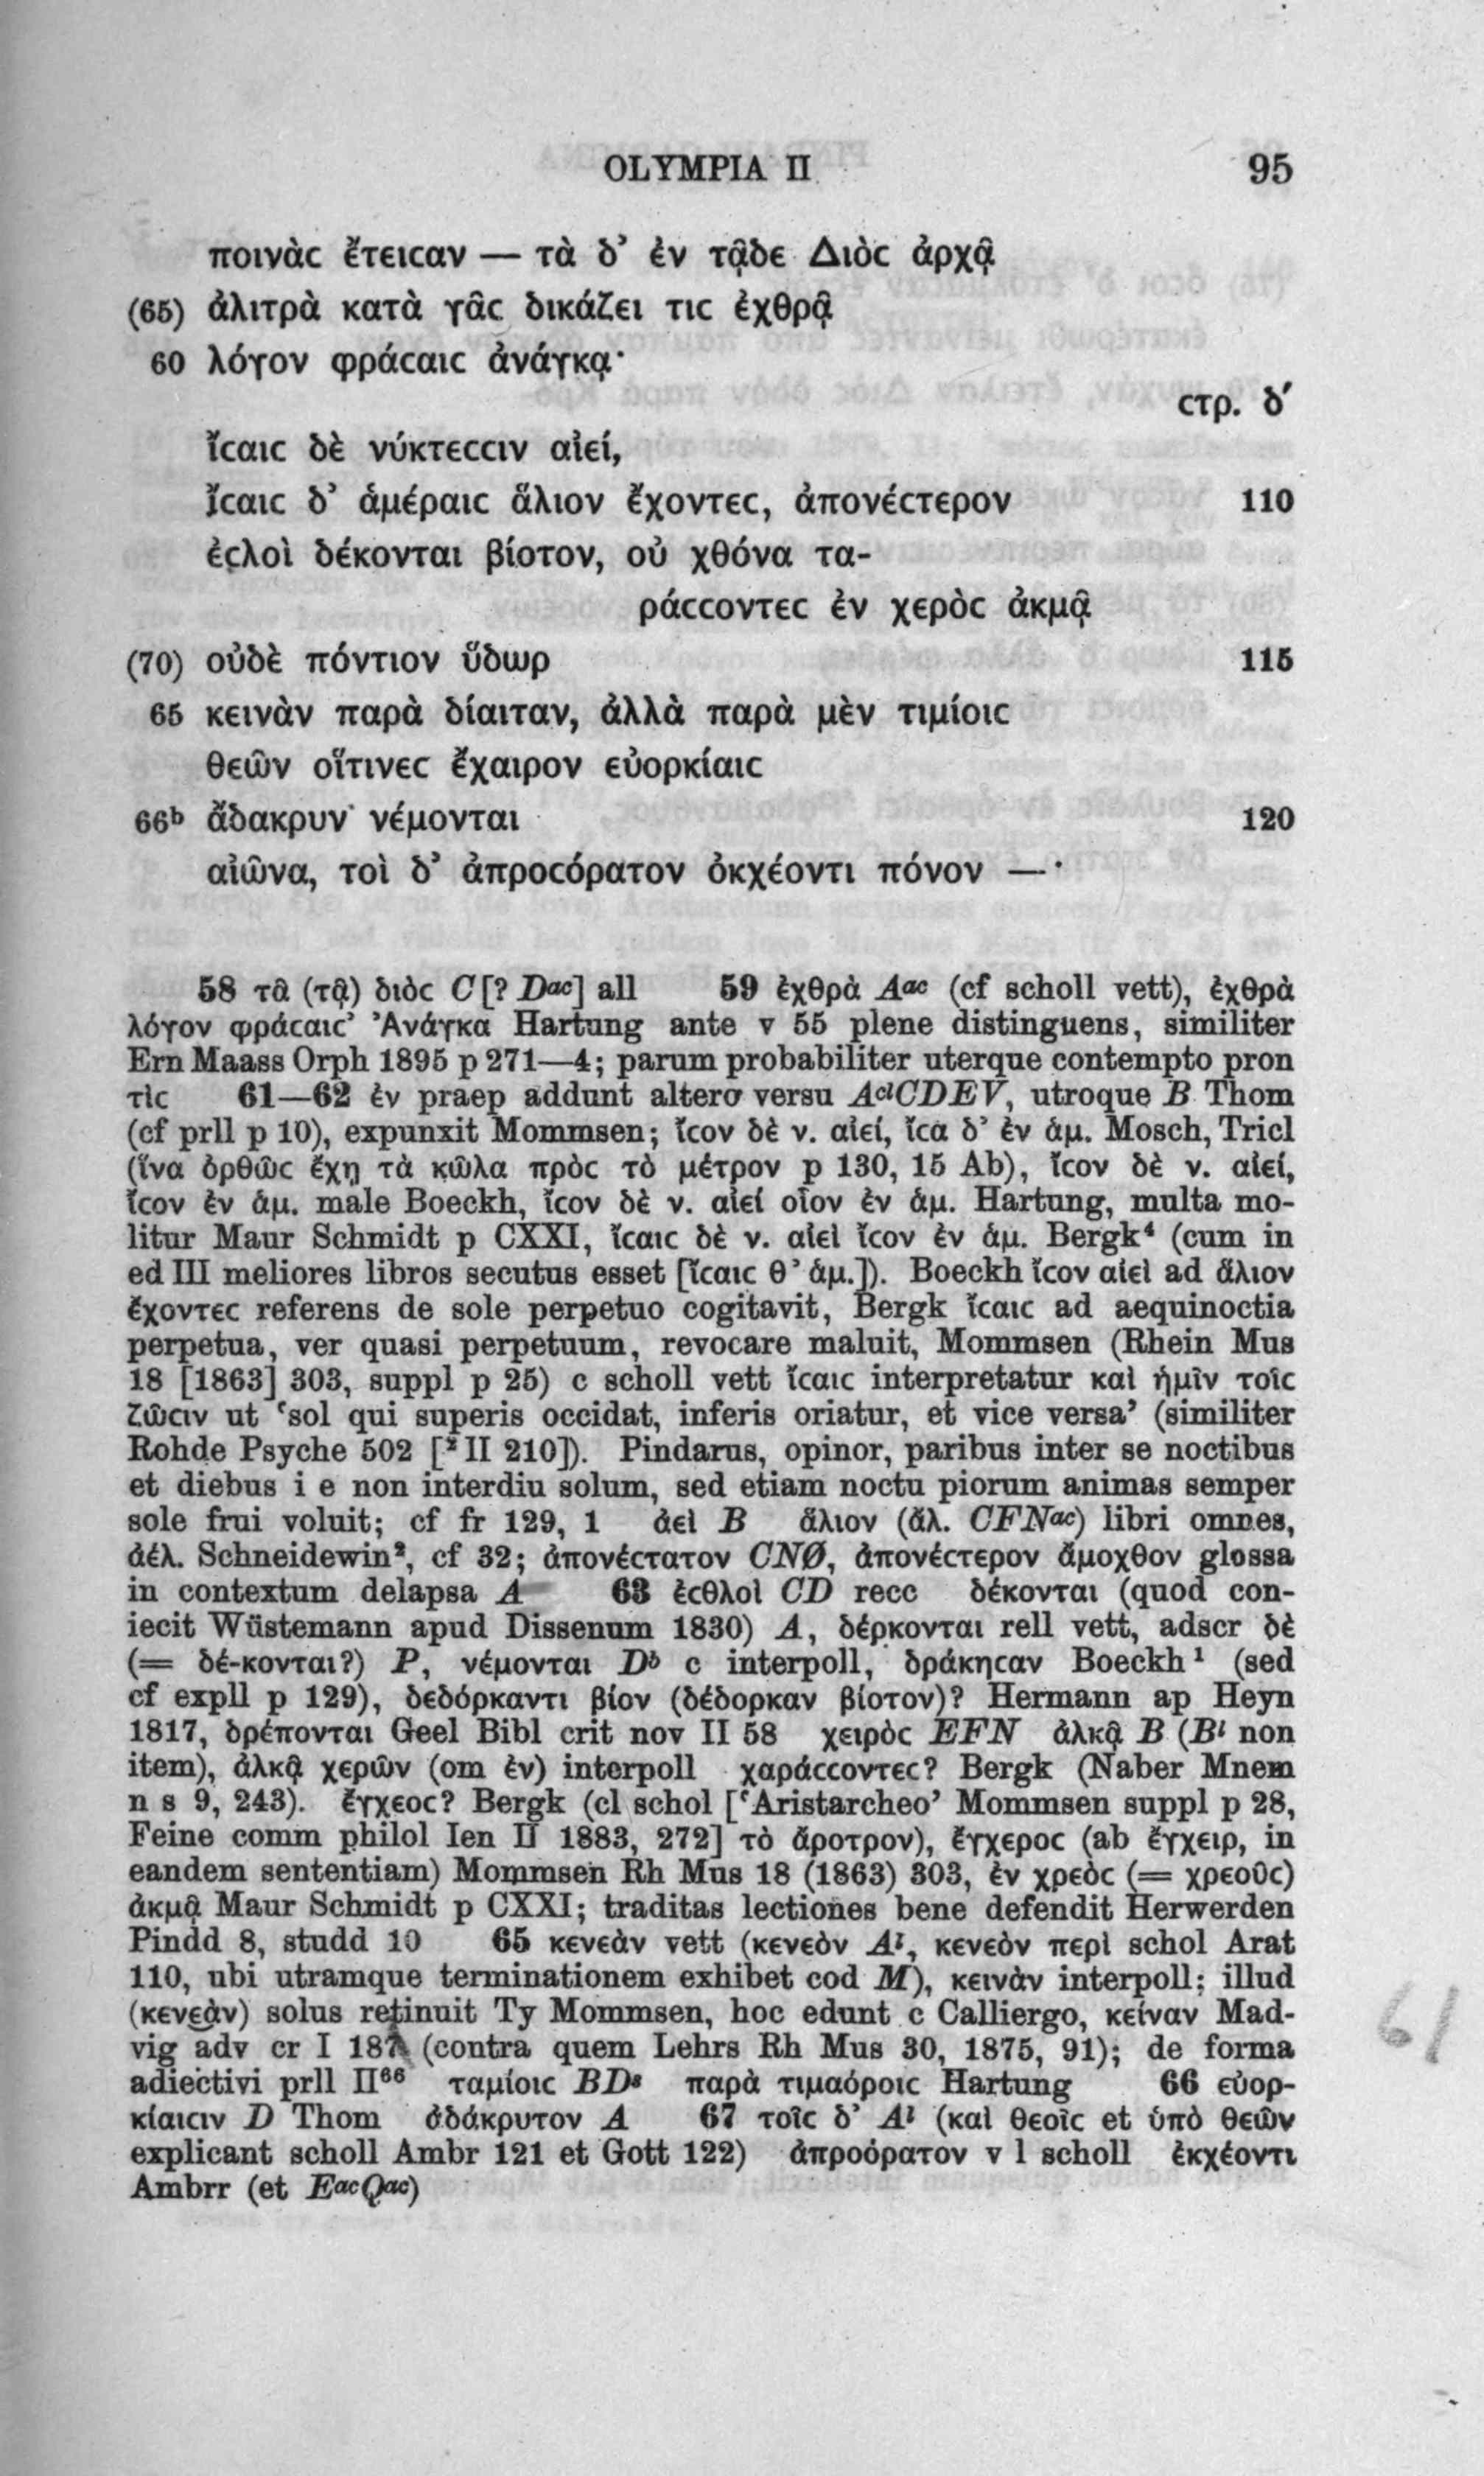 OLYMPIA II 95
ποινὰς ἔτειςαν — τὰ δ' ἐν τᾷδε Διὸς ἀρχᾷ
(65) ἀλιτρὰ κατὰ γᾶς δικάζει τις ἐχθρᾷ
60 λόγον φράςαις ἀνάγκᾳ·
ςτρ. δ'
ἴςαις δὲ νύκτεςςιν αἰεί,
ἴςαις δ' ἁμέραις ἅλιον ἔχοντες, ἀπονέςτερον 110
ἐςλοὶ δέκονται βίοτον, οὐ χθόνα τα-
ράςςοντες ἐν χερὸς ἀκμᾷ
(70) οὐδὲ πόντιον ὕδωρ 115
65 κεινὰν παρὰ δίαιταν, ἀλλὰ παρὰ μὲν τιμίοις
θεῶν οἵτινες ἔχαιρον εὐορκίαις
66ᵇ ἄδακρυν νέμονται 120
αἰῶνα, τοὶ δ' ἀπροςόρατον ὀκχέοντι πόνον — ·
58 τᾶ (τᾷ) διὸς C [? Dac] all 59 ἐχθρὰ Aac (cf scholl vett), ἐχθρὰ
λόγον φράςαις' Ἀνάγκα Hartung ante v 55 plene distinguens, similiter
Ern Maass Orph 1895 p 271—4; parum probabiliter uterque contempto pron
τὶς 61—62 ἐν praep addunt altero versu AclCDEV, utroque B Thom
(cf prll p 10), expunxit Mommsen; ἴςον δὲ ν. αἰεί, ἴςα δ' ἐν ἁμ. Mosch, Tricl
(ἵνα ὀρθῶς ἔχῃ τὰ κῶλα πρὸς τὸ μέτρον p 130, 15 Ab), ἴςον δὲ ν. αἰεί,
ἴςον ἐν ἁμ. male Boeckh, ἴςον δὲ ν. αἰεί οἷον ἐν ἁμ. Hartung, multa mo-
litur Maur Schmidt p CXXI, ἴςαις δὲ ν. αἰεὶ ἴςον ἐν ἁμ. Bergk⁴ (cum in
ed III meliores libros secutus esset [ἴςαις θ' ἁμ.]). Boeckh ἴςον αἰεὶ ad ἅλιον
ἔχοντες referens de sole perpetuo cogitavit, Bergk ἴςαις ad aequinoctia
perpetua, ver quasi perpetuum, revocare maluit, Mommsen (Rhein Mus
18 [1863] 303, suppl p 25) c scholl vett ἴςαις interpretatur καὶ ἡμῖν τοῖς
ζῶςιν ut 'sol qui superis occidat, inferis oriatur, et vice versa' (similiter
Rohde Psyche 502 [² II 210]). Pindarus, opinor, paribus inter se noctibus
et diebus i e non interdiu solum, sed etiam noctu piorum animas semper
sole frui voluit; cf fr 129, 1 ἀεὶ B ἅλιον (ἄλ. CFNac) libri omnes,
ἀέλ. Schneidewin², cf 32; ἀπονέςτατον CNØ, ἀπονέςτερον ἄμοχθον glossa
in contextum delapsa A 63 ἐςθλοὶ CD recc δέκονται (quod con-
iecit Wüstemann apud Dissenum 1830) A, δέρκονται rell vett, adscr δὲ
(= δέ-κονται?) P, νέμονται Db c interpoll, δράκηςαν Boeckh¹ (sed
cf expll p 129), δεδόρκαντι βίον (δέδορκαν βίοτον)? Hermann ap Heyn
1817, δρέπονται Geel Bibl crit nov II 58 χειρὸς EFN ἀλκᾷ B (Bl non
item), ἀλκᾷ χερῶν (om ἐν) interpoll χαράςςοντες? Bergk (Naber Mnem
n s 9, 243). ἔγχεος? Bergk (cl schol ['Aristarcheo' Mommsen suppl p 28,
Feine comm philol Ien II 1883, 272] τὸ ἄροτρον), ἔγχερος (ab ἔγχειρ, in
eandem sententiam) Mommsen Rh Mus 18 (1863) 303, ἐν χρεὸς (= χρεοῦς)
ἀκμᾷ Maur Schmidt p CXXI; traditas lectiones bene defendit Herwerden
Pindd 8, studd 10 65 κενεὰν vett (κενεὸν Al, κενεὸν περὶ schol Arat
110, ubi utramque terminationem exhibet cod M), κεινὰν interpoll; illud
(κενεὰν) solus retinuit Ty Mommsen, hoc edunt c Calliergo, κείναν Mad-
vig adv cr I 18 (contra quem Lehrs Rh Mus 30, 1875, 91); de forma
adiectivi prll II⁶⁶ ταμίοις BDs παρὰ τιμαόροις Hartung 66 εὐορ-
κίαιςιν D Thom ἀδάκρυτον A 67 τοῖς δ' Al (καὶ θεοῖς et ὑπὸ θεῶν
explicant scholl Ambr 121 et Gott 122) ἀπροόρατον v l scholl ἐκχέοντι
Ambrr (et EacQac)
61